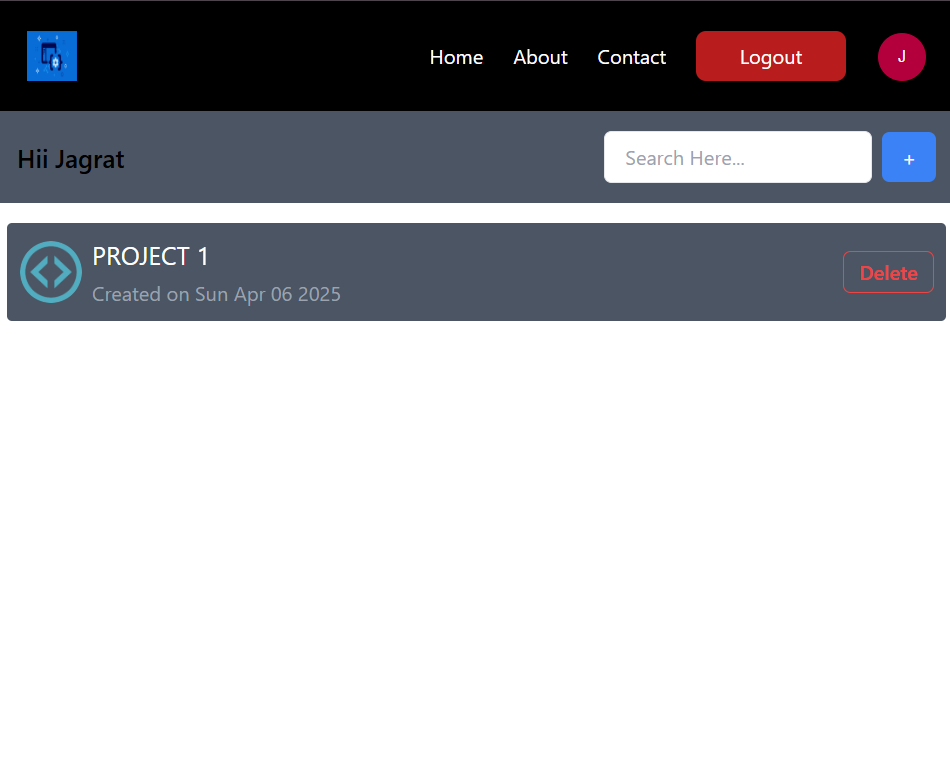 Home About Contact Logout J
Hii Jagrat Search Here... +
PROJECT 1
Created on Sun Apr 06 2025
Delete